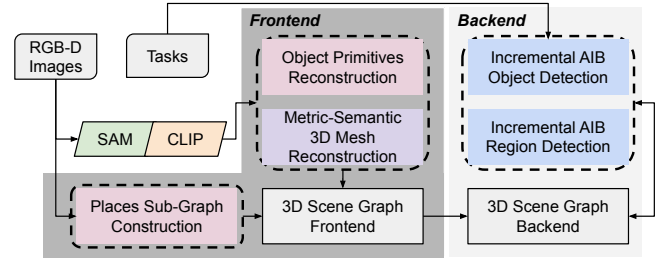 Frontend
Backend
RGB-D
Images
Tasks
Object Primitives
Reconstruction
Incremental AIB
Object Detection
SAM
CLIP
Metric-Semantic
3D Mesh
Reconstruction
Incremental AIB
Region Detection
Places Sub-Graph
Construction
3D Scene Graph
Frontend
3D Scene Graph
Backend